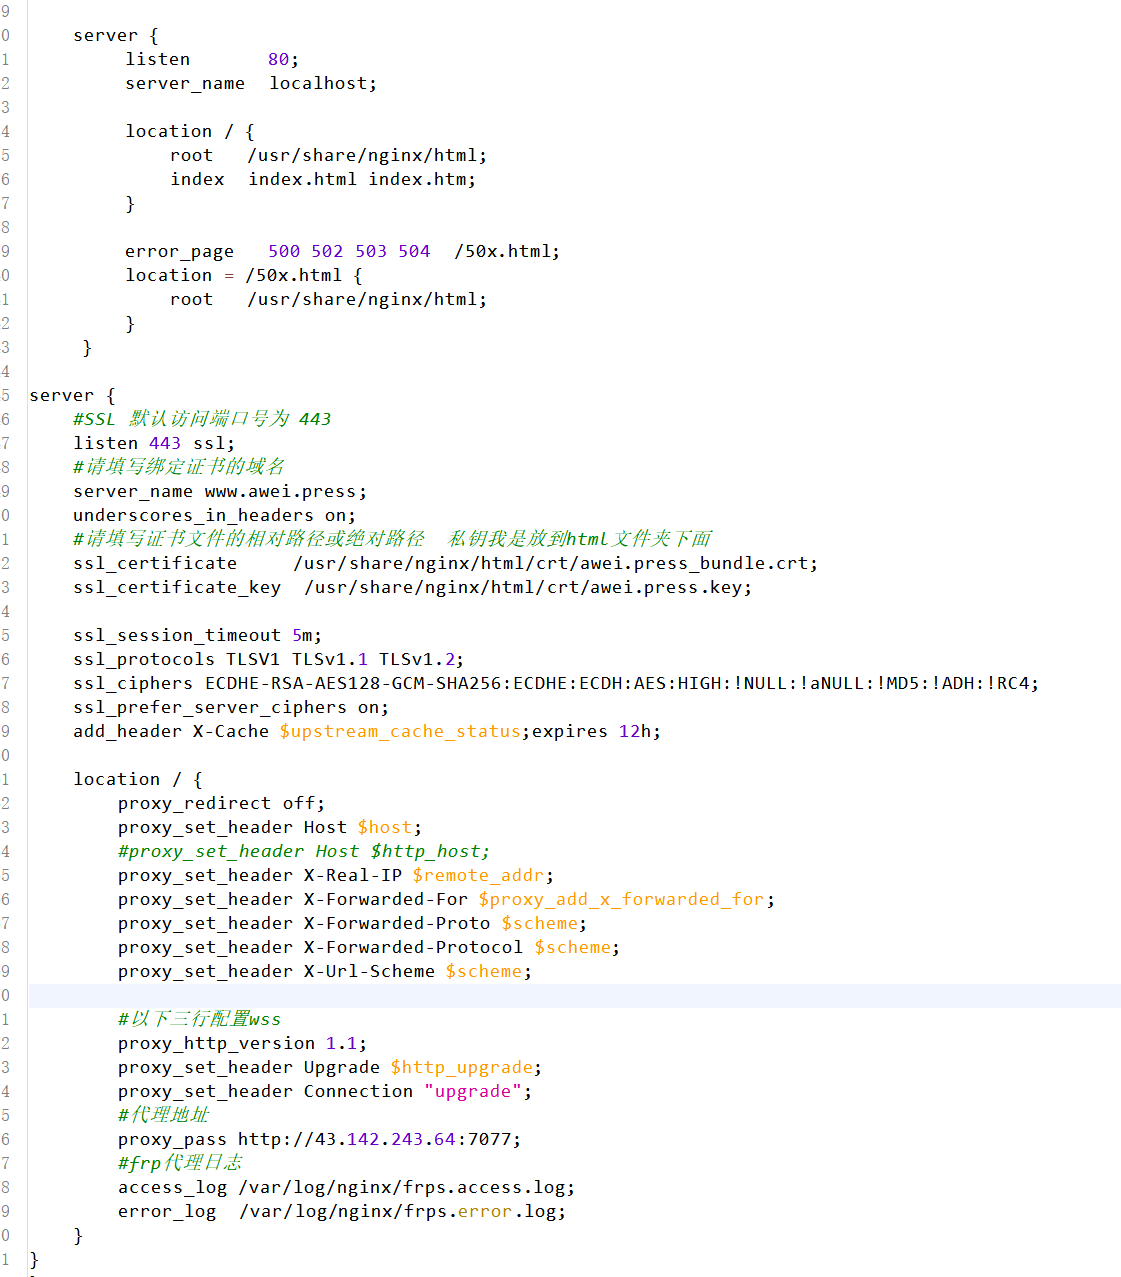 9
0    server {
1         listen       80;
2         server_name  localhost;
3
4         location / {
5             root   /usr/share/nginx/html;
6             index  index.html index.htm;
7         }
8
9         error_page   500 502 503 504  /50x.html;
0         location = /50x.html {
1             root   /usr/share/nginx/html;
2         }
3     }
4
5 server {
6     #SSL 默认访问端口号为 443
7     listen 443 ssl;
8     #请填写绑定证书的域名
9     server_name www.awei.press;
0     underscores_in_headers on;
1     #请填写证书文件的相对路径或绝对路径  私钥我是放到html文件夹下面
2     ssl_certificate     /usr/share/nginx/html/crt/awei.press_bundle.crt;
3     ssl_certificate_key  /usr/share/nginx/html/crt/awei.press.key;
4
5     ssl_session_timeout 5m;
6     ssl_protocols TLSV1 TLSv1.1 TLSv1.2;
7     ssl_ciphers ECDHE-RSA-AES128-GCM-SHA256:ECDHE:ECDH:AES:HIGH:!NULL:!aNULL:!MD5:!ADH:!RC4;
8     ssl_prefer_server_ciphers on;
9     add_header X-Cache $upstream_cache_status;expires 12h;
0
1     location / {
2         proxy_redirect off;
3         proxy_set_header Host $host;
4         #proxy_set_header Host $http_host;
5         proxy_set_header X-Real-IP $remote_addr;
6         proxy_set_header X-Forwarded-For $proxy_add_x_forwarded_for;
7         proxy_set_header X-Forwarded-Proto $scheme;
8         proxy_set_header X-Forwarded-Protocol $scheme;
9         proxy_set_header X-Url-Scheme $scheme;
0
1         #以下三行配置wss
2         proxy_http_version 1.1;
3         proxy_set_header Upgrade $http_upgrade;
4         proxy_set_header Connection "upgrade";
5         #代理地址
6         proxy_pass http://43.142.243.64:7077;
7         #frp代理日志
8         access_log /var/log/nginx/frps.access.log;
9         error_log  /var/log/nginx/frps.error.log;
0     }
1 }